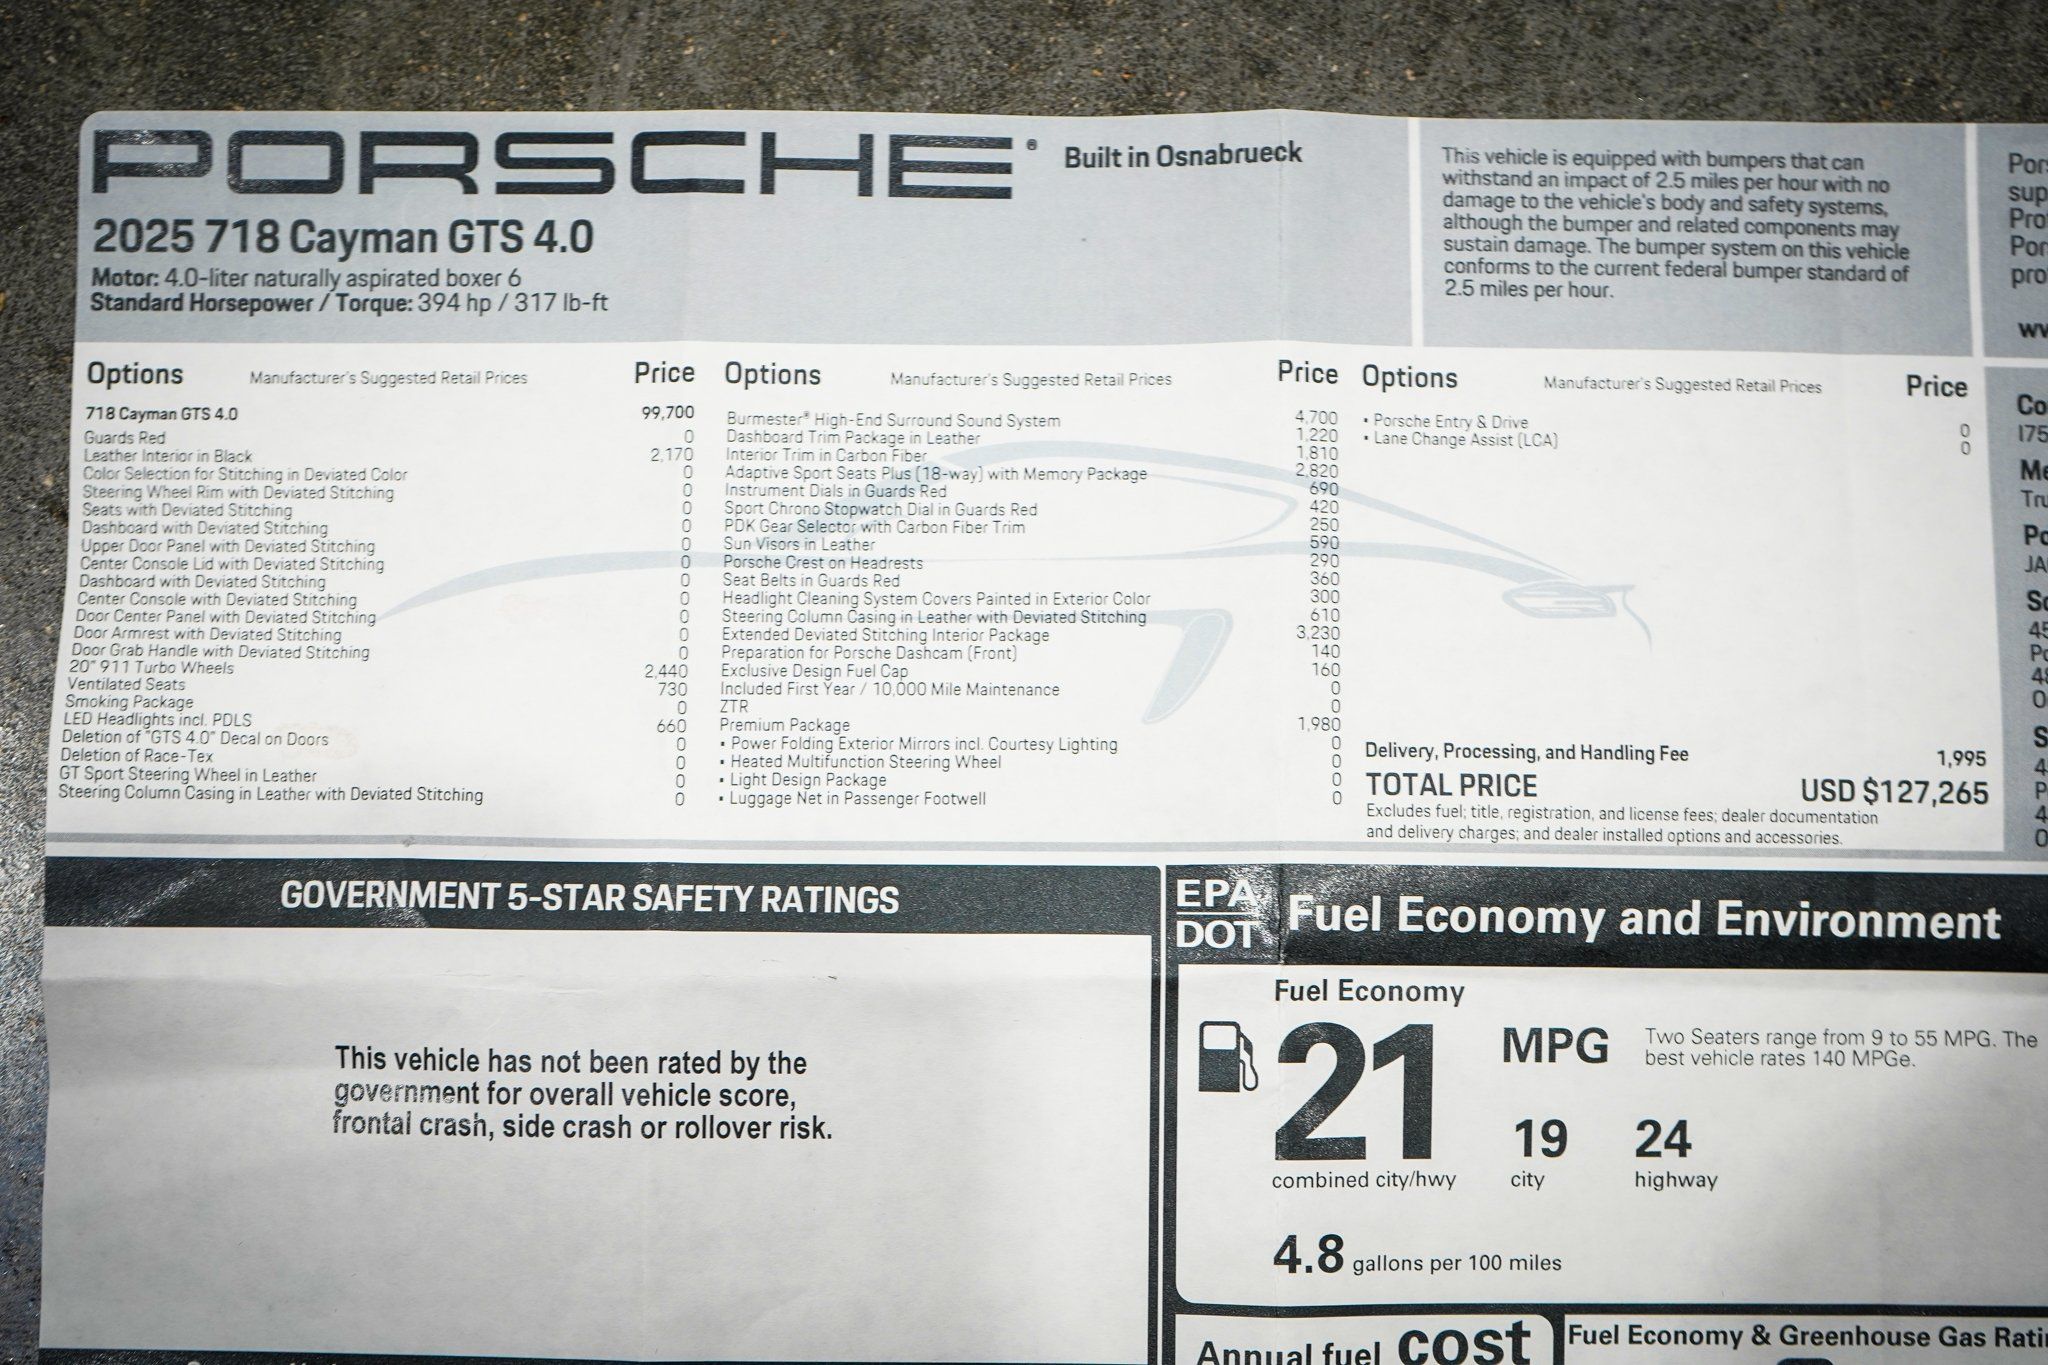 PORSCHE®
Built in Osnabrueck
2025 718 Cayman GTS 4.0
Motor: 4.0-liter naturally aspirated boxer 6
Standard Horsepower / Torque: 394 hp / 317 lb-ft
This vehicle is equipped with bumpers that can
withstand an impact of 2.5 miles per hour with no
damage to the vehicle's body and safety systems,
although the bumper and related components may
sustain damage. The bumper system on this vehicle
conforms to the current federal bumper standard of
2.5 miles per hour.
Options Manufacturer's Suggested Retail Prices Price
718 Cayman GTS 4.0 99,700
Guards Red 0
Leather Interior in Black 2,170
Color Selection for Stitching in Deviated Color 0
Steering Wheel Rim with Deviated Stitching 0
Seats with Deviated Stitching 0
Dashboard with Deviated Stitching 0
Upper Door Panel with Deviated Stitching 0
Center Console Lid with Deviated Stitching 0
Dashboard with Deviated Stitching 0
Center Console with Deviated Stitching 0
Door Center Panel with Deviated Stitching 0
Door Armrest with Deviated Stitching 0
Door Grab Handle with Deviated Stitching 0
20" 911 Turbo Wheels 2,440
Ventilated Seats 730
Smoking Package 0
LED Headlights incl. PDLS 660
Deletion of "GTS 4.0" Decal on Doors 0
Deletion of Race-Tex 0
GT Sport Steering Wheel in Leather 0
Steering Column Casing in Leather with Deviated Stitching 0
Options Manufacturer's Suggested Retail Prices Price
Burmester® High-End Surround Sound System 4,700
Dashboard Trim Package in Leather 1,220
Interior Trim in Carbon Fiber 1,810
Adaptive Sport Seats Plus (18-way) with Memory Package 2,820
Instrument Dials in Guards Red 690
Sport Chrono Stopwatch Dial in Guards Red 420
PDK Gear Selector with Carbon Fiber Trim 250
Sun Visors in Leather 590
Porsche Crest on Headrests 290
Seat Belts in Guards Red 360
Headlight Cleaning System Covers Painted in Exterior Color 300
Steering Column Casing in Leather with Deviated Stitching 610
Extended Deviated Stitching Interior Package 3,230
Preparation for Porsche Dashcam (Front) 140
Exclusive Design Fuel Cap 160
Included First Year / 10,000 Mile Maintenance 0
ZTR 0
Premium Package 1,980
• Power Folding Exterior Mirrors incl. Courtesy Lighting 0
• Heated Multifunction Steering Wheel 0
• Light Design Package 0
• Luggage Net in Passenger Footwell 0
Options Manufacturer's Suggested Retail Prices Price
• Porsche Entry & Drive 0
• Lane Change Assist (LCA) 0
Delivery, Processing, and Handling Fee 1,995
TOTAL PRICE USD $127,265
Excludes fuel; title, registration, and license fees; dealer documentation
and delivery charges; and dealer installed options and accessories.
GOVERNMENT 5-STAR SAFETY RATINGS
This vehicle has not been rated by the
government for overall vehicle score,
frontal crash, side crash or rollover risk.
EPA
DOT
Fuel Economy and Environment
Fuel Economy
21 MPG
combined city/hwy
Two Seaters range from 9 to 55 MPG. The
best vehicle rates 140 MPGe.
19 24
city highway
4.8 gallons per 100 miles
Annual fuel cost
Fuel Economy & Greenhouse Gas